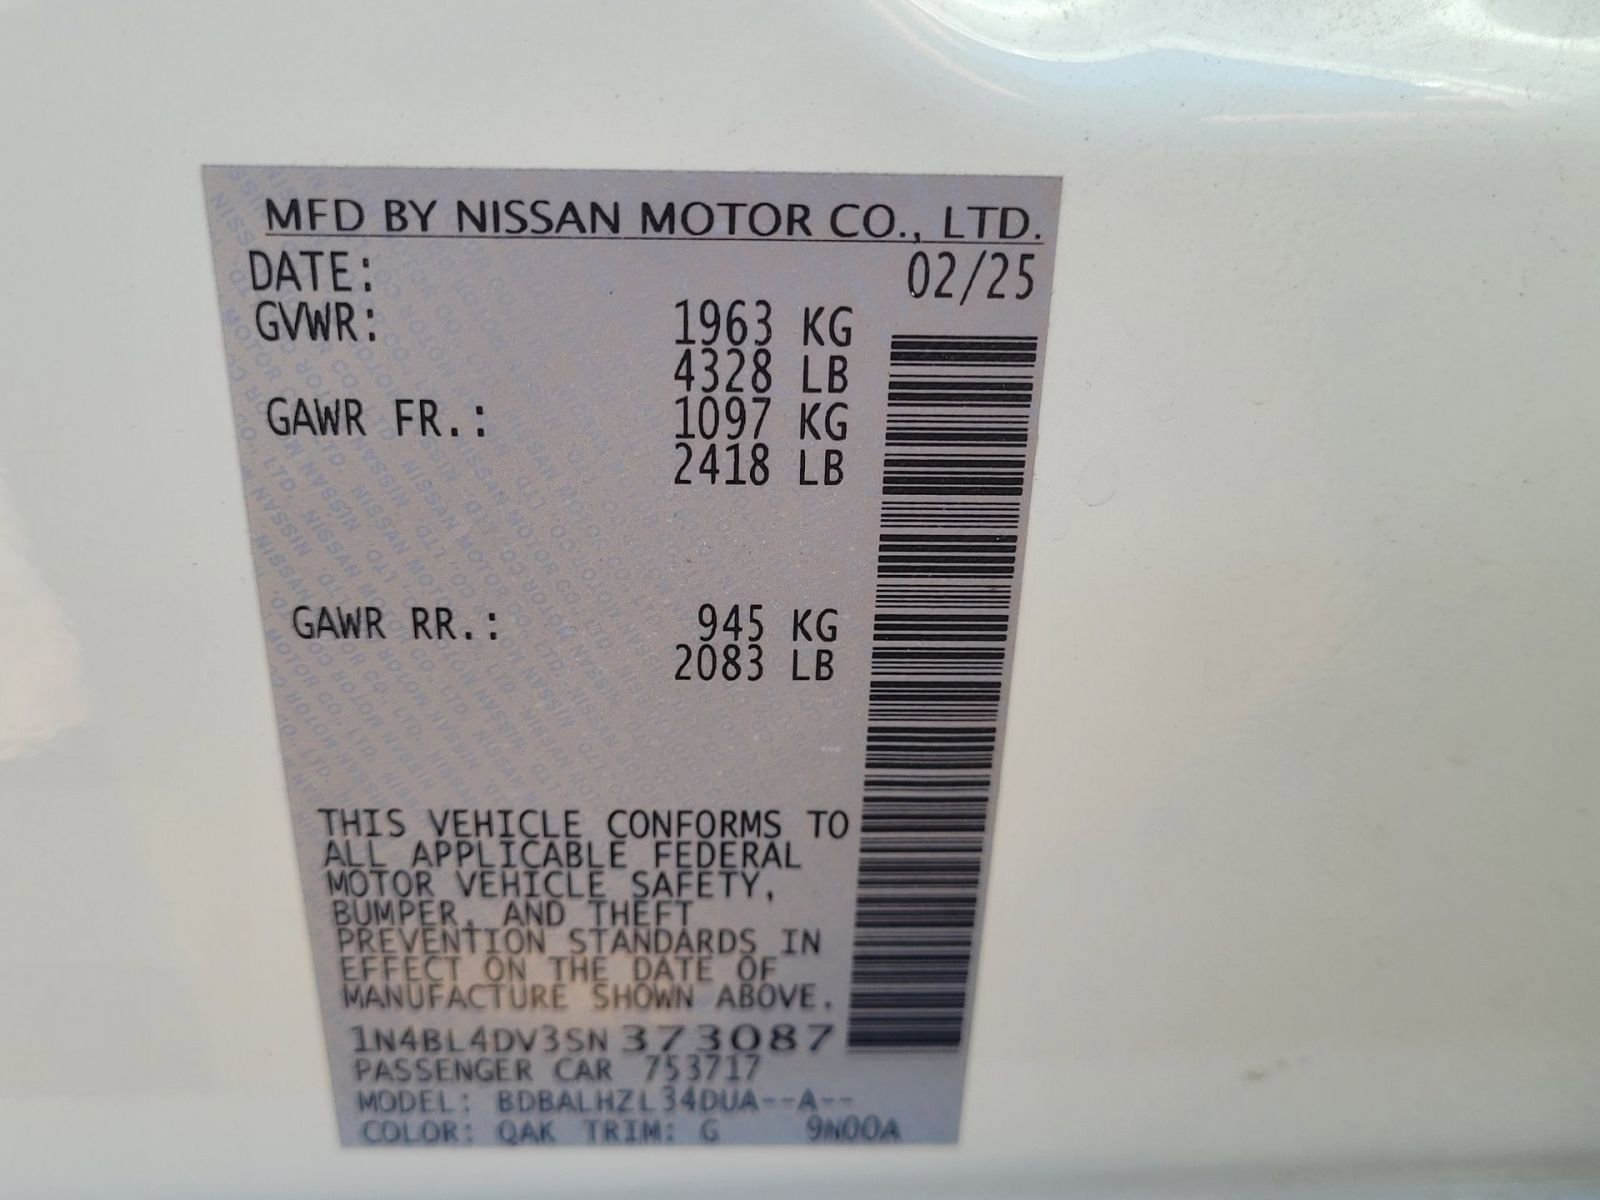 MFD BY NISSAN MOTOR CO., LTD.
DATE: 02/25
GVWR: 1963 KG
4328 LB
GAWR FR.: 1097 KG
2418 LB
GAWR RR.: 945 KG
2083 LB
THIS VEHICLE CONFORMS TO
ALL APPLICABLE FEDERAL
MOTOR VEHICLE SAFETY,
BUMPER, AND THEFT
PREVENTION STANDARDS IN
EFFECT ON THE DATE OF
MANUFACTURE SHOWN ABOVE.
1N4BL4DV3SN373087
PASSENGER CAR 753717
MODEL: BDBALHZL34DUA--A--
COLOR: QAK TRIM: G 9N00A